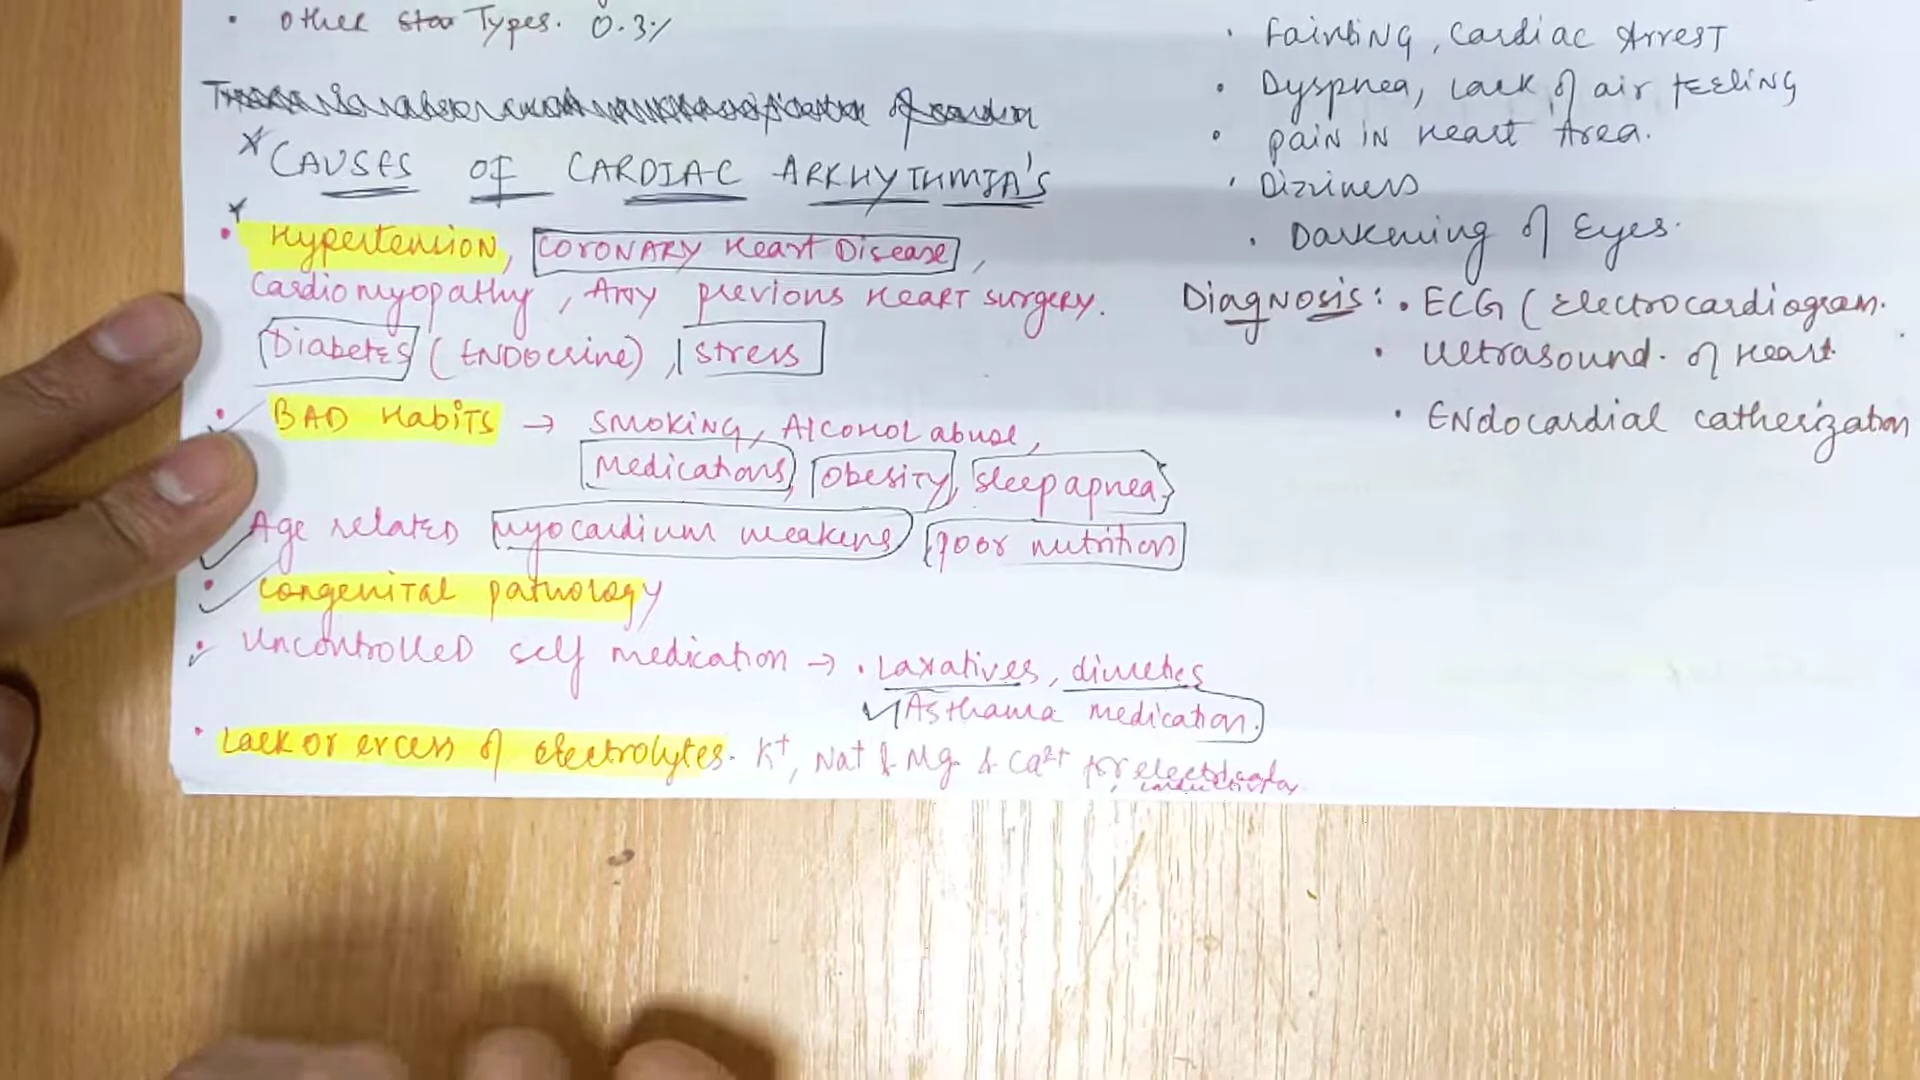 • Other Types. 0.3%
*CAUSES OF CARDIAC ARRHYTHMIA'S
• Hypertension, CORONARY Heart Disease,
Cardiomyopathy, Any previous HEART surgery.
Diabetes (ENDOcrine), stress
• BAD Habits → Smoking, Alcohol abuse,
Medications, Obesity, sleep apnea
Age related myocardium weakens poor nutrition
• Congenital pathology
• Uncontrolled self medication → • Laxatives, diuretics
Asthama medication.
• Lack or excess of electrolytes. K+, Na+ & Mg & Ca2+ for
• Fainting, Cardiac Arrest
• Dyspnea, Lack of air feeling
• pain in Heart Area.
• Dizziness
• Darkening of Eyes.
Diagnosis: • ECG (Electrocardiogram.
• Ultrasound. of Heart
• Endocardial catherization